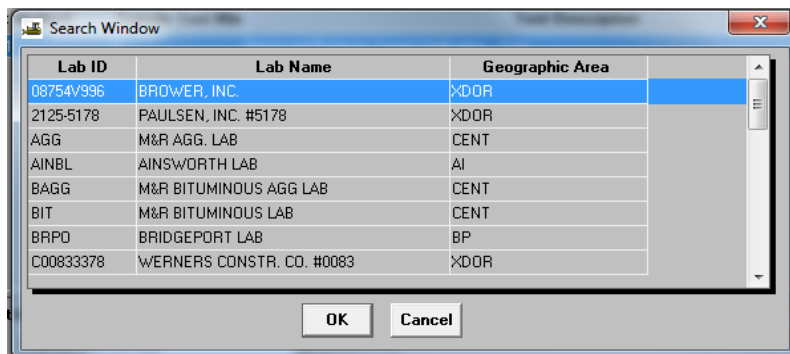 Search Window
Lab ID Lab Name Geographic Area
08754V996 BROWER, INC. XDOR
2125-5178 PAULSEN, INC. #5178 XDOR
AGG M&R AGG. LAB CENT
AINBL AINSWORTH LAB AI
BAGG M&R BITUMINOUS AGG LAB CENT
BIT M&R BITUMINOUS LAB CENT
BRPO BRIDGEPORT LAB BP
C00833378 WERNERS CONSTR. CO. #0083 XDOR
OK Cancel